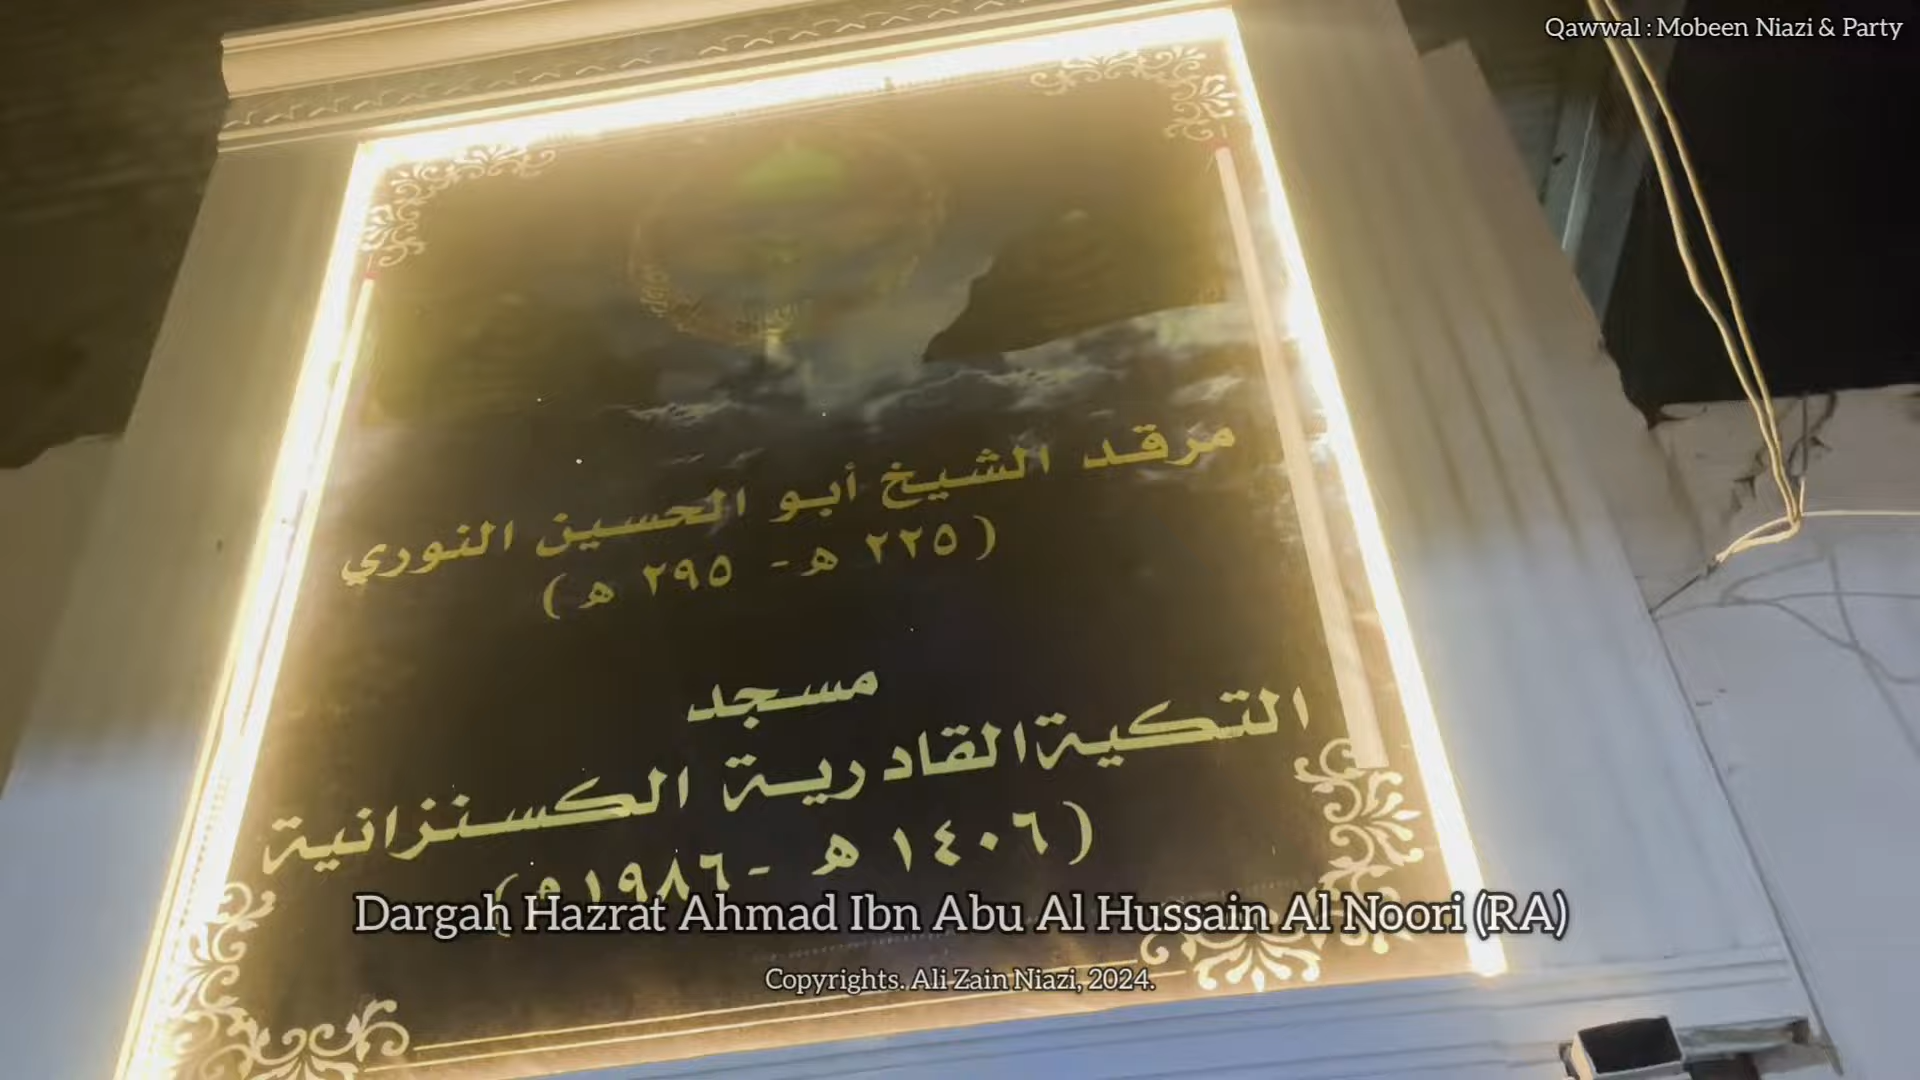 Qawwal : Mobeen Niazi & Party
مرقد الشيخ أبو الحسين النوري
(٢٢٥ هـ - ٢٩٥ هـ)
مسجد
التكية القادرية الكسنزانية
(١٤٠٦ هـ - ١٩٨٦ م)
Dargah Hazrat Ahmad Ibn Abu Al Hussain Al Noori (RA)
Copyrights. Ali Zain Niazi, 2024.